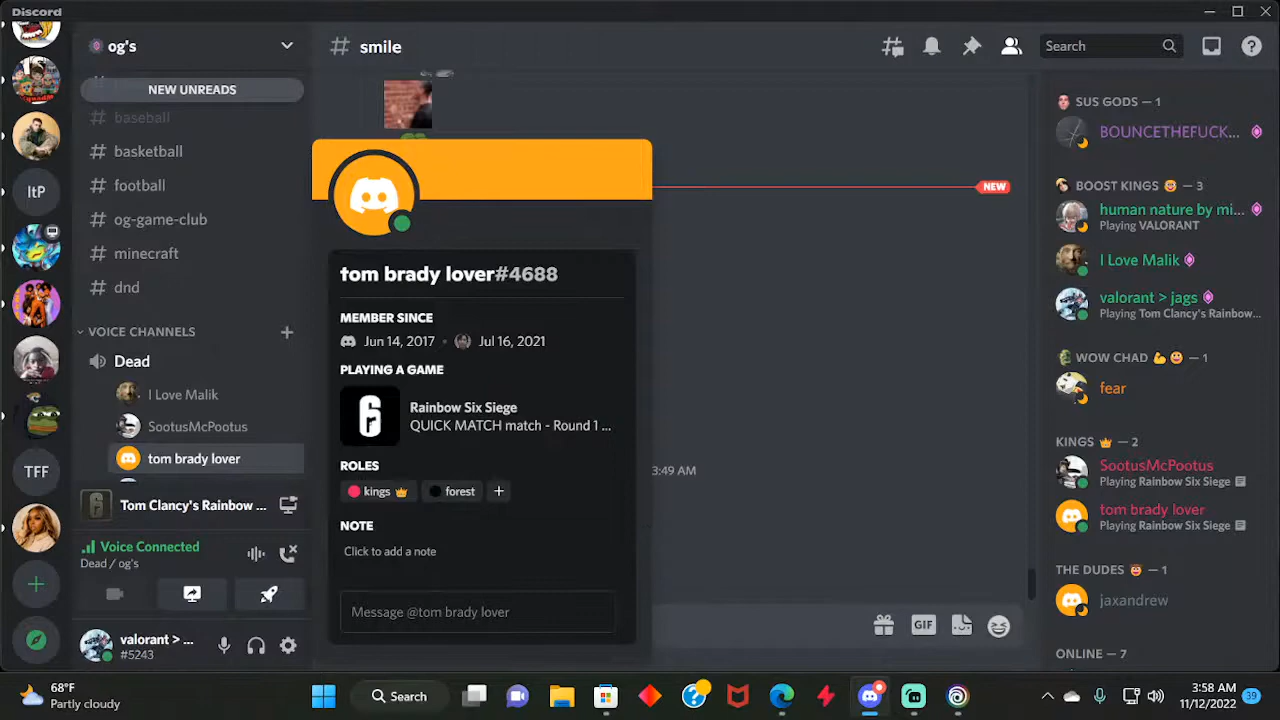 Discord
og's
NEW UNREADS
baseball
basketball
football
og-game-club
minecraft
dnd
VOICE CHANNELS
Dead
I Love Malik
SootusMcPootus
tom brady lover
Tom Clancy's Rainbow ...
Voice Connected
Dead / og's
valorant > ...
#5243
ItP
TFF
# smile
Search
NEW
tom brady lover#4688
MEMBER SINCE
Jun 14, 2017 • Jul 16, 2021
PLAYING A GAME
Rainbow Six Siege
QUICK MATCH match - Round 1 ...
ROLES
kings 👑 forest +
NOTE
Click to add a note
Message @tom brady lover
3:49 AM
GIF
SUS GODS — 1
BOUNCETHEFUCK...
BOOST KINGS — 3
human nature by mi...
Playing VALORANT
I Love Malik
valorant > jags
Playing Tom Clancy's Rainbow...
WOW CHAD 💪 — 1
fear
KINGS 👑 — 2
SootusMcPootus
Playing Rainbow Six Siege
tom brady lover
Playing Rainbow Six Siege
THE DUDES — 1
jaxandrew
ONLINE — 7
68°F
Partly cloudy
Search
3:58 AM
11/12/2022
39